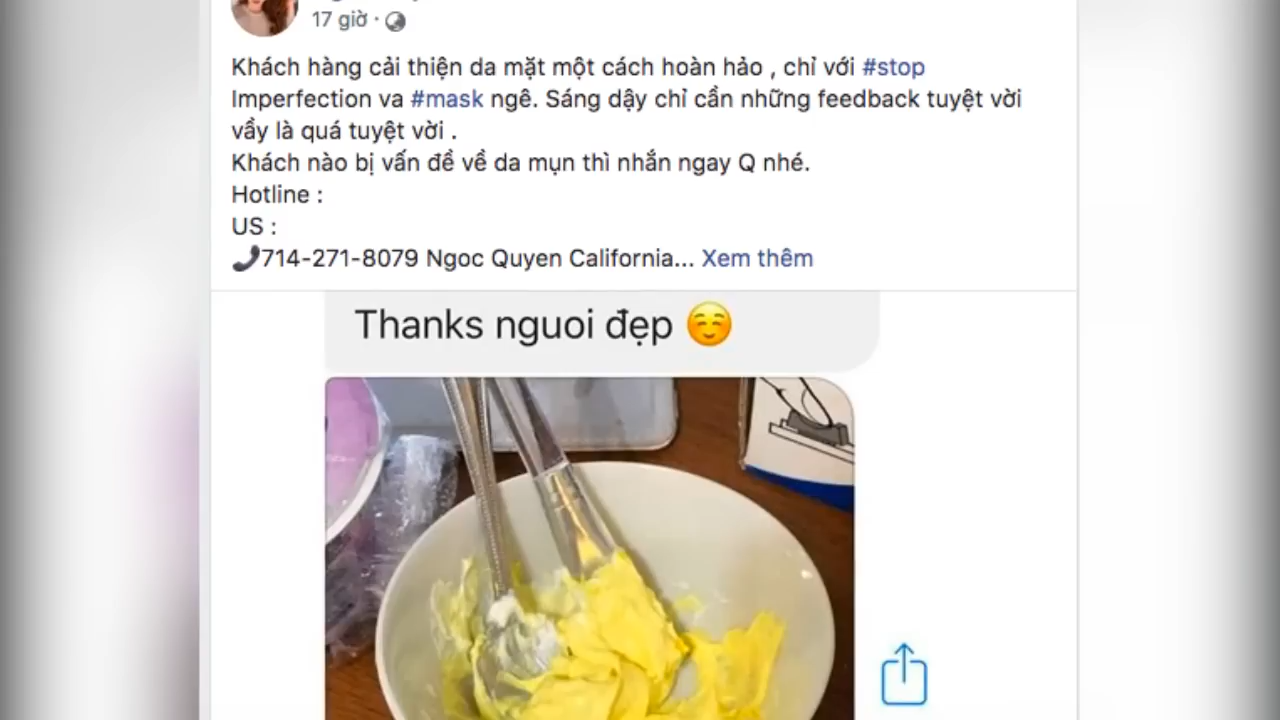 17 giờ ·
Khách hàng cải thiện da mặt một cách hoàn hảo , chỉ với #stop
Imperfection va #mask ngê. Sáng dậy chỉ cần những feedback tuyệt vời
vầy là quá tuyệt vời .
Khách nào bị vấn đề về da mụn thì nhắn ngay Q nhé.
Hotline :
US :
714-271-8079 Ngoc Quyen California... Xem thêm
Thanks nguoi đẹp ☺️